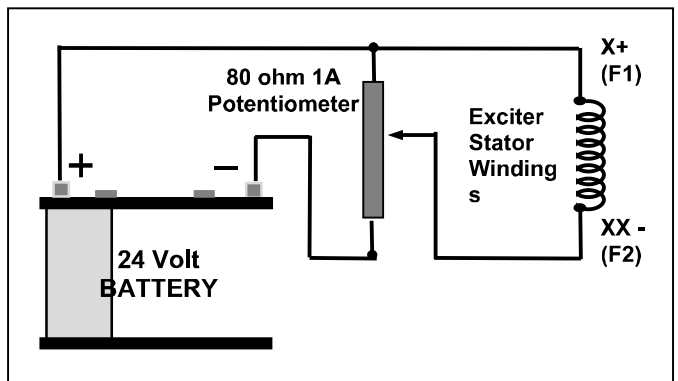 X+
(F1)
80 ohm 1A
Potentiometer
Exciter
Stator
Winding
s
+
–
XX -
(F2)
24 Volt
BATTERY